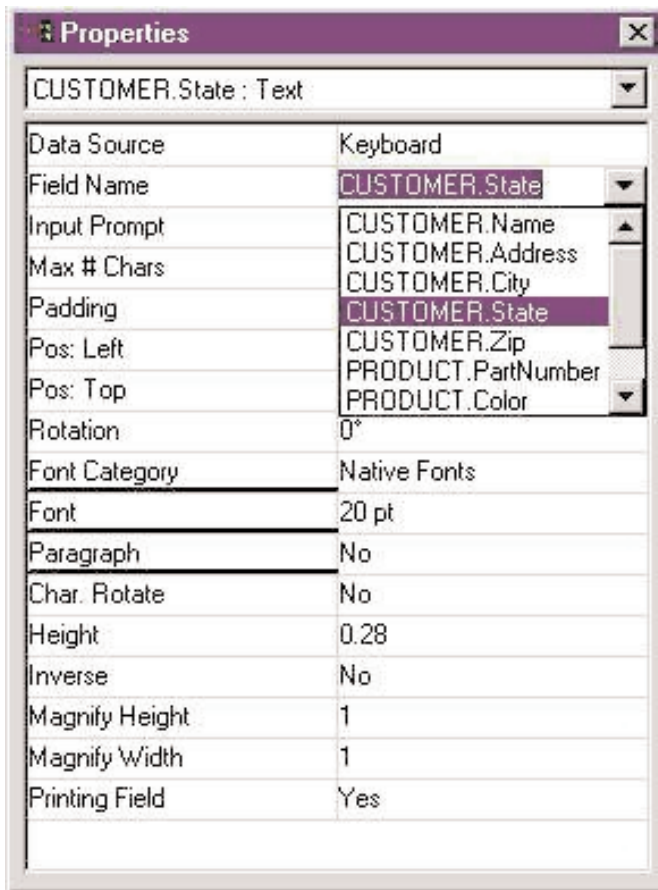 Properties
CUSTOMER.State : Text
Data Source Keyboard
Field Name CUSTOMER.State
Input Prompt CUSTOMER.Name
Max # Chars CUSTOMER.Address
CUSTOMER.City
Padding CUSTOMER.State
Pos: Left CUSTOMER.Zip
PRODUCT.PartNumber
Pos: Top PRODUCT.Color
Rotation 0°
Font Category Native Fonts
Font 20 pt
Paragraph No
Char. Rotate No
Height 0.28
Inverse No
Magnify Height 1
Magnify Width 1
Printing Field Yes